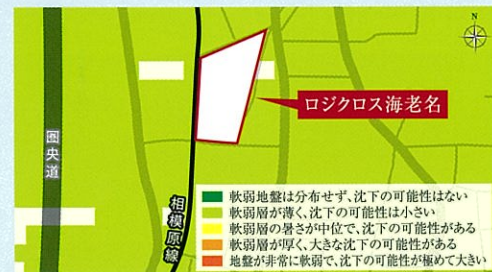 N
ロジクロス海老名
圏央道
相模原線
軟弱地盤は分布せず、沈下の可能性はない
軟弱層が薄く、沈下の可能性は小さい
軟弱層の暑さが中位で、沈下の可能性がある
軟弱層が厚く、大きな沈下の可能性がある
地盤が非常に軟弱で、沈下の可能性が極めて大きい